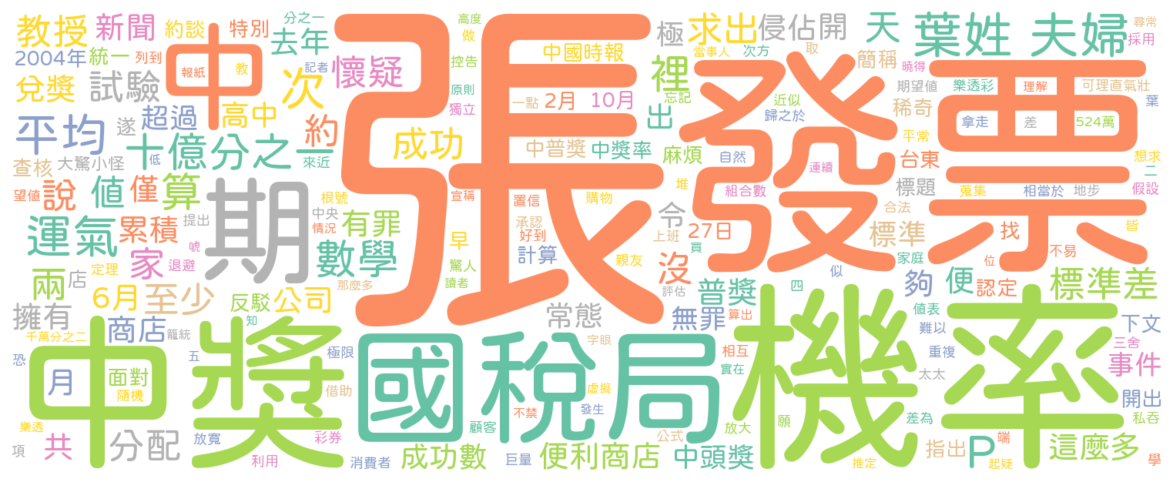 教授
新聞
約談
中
報紙
教
特別
去年
分之一
記者
2004年
統一
列到
兌獎
試驗
次
懷疑
平均
遂
超過
高中
約
十億分之一
查核
大驚小怪
低
來近
望值
說
值
僅
算
期
運氣
累積
提出
號
中央
情況
根號
有罪
數學
兩
店
定理
退避
家
那麼多
6月
至少
反駁
公司
擁有
商店
知
千萬分之二
籠統
張
高度
做
控告
原則
獨立
成功
宣稱
早
驚人
讀者
中國時報
一點
2月
10月
中普獎
中獎率
置信
承認
好到
購物
堆
計算
親友
常態
極
求出
侵佔開
裡
當事人
次方
取
忘記
近似
歸之於
出
麻煩
自然
組合數
連續
令
上班
27日
買
沒
評估
似
四
普獎
無罪
算出
發
票
天
葉姓
夫婦
尋常
採用
簡稱
曉得
期望值
樂透彩
理解
可理直氣壯
葉
稀奇
平常
拿走
差
524萬
台東
想求
二
標題
蒐集
相當於
地步
假設
合法
標準
找
皆
不易
位
家庭
夠
便
認定
標準差
中獎
恐
五
月
面對
隨機
極限
借助
樂透
項
共
分配
放寬
利用
彩券
消費者
國稅局
字眼
虛擬
發生
不禁
顧客
公式
成功數
巨量
便利商店
相互
實在
放大
中頭獎
機率
願
推定
太太
差為
值表
難以
重複
下文
三舍
事件
開出
私吞
指出
P
端
起疑
這麼多
學